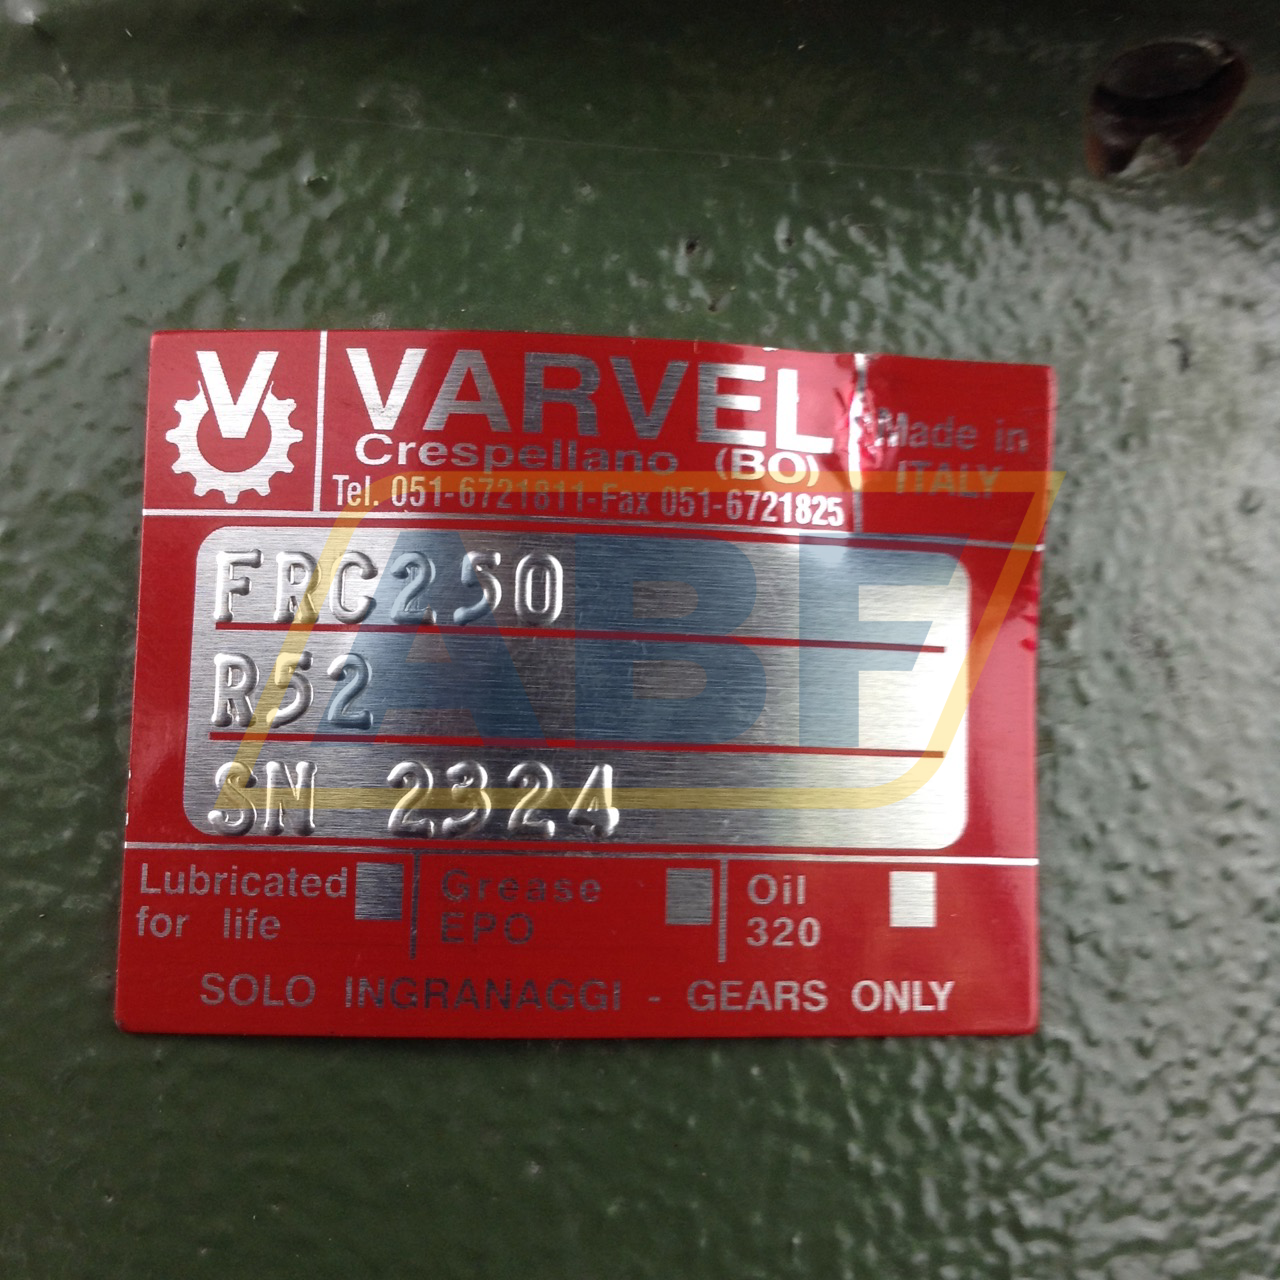 V
VARVEL
Crespellano (BO)
Tel. 051-6721811-Fax 051-6721825
Made in
ITALY
FRC250
R52
SN 2324
ABF
Lubricated
for life
Grease
EPO
Oil
320
SOLO INGRANAGGI - GEARS ONLY